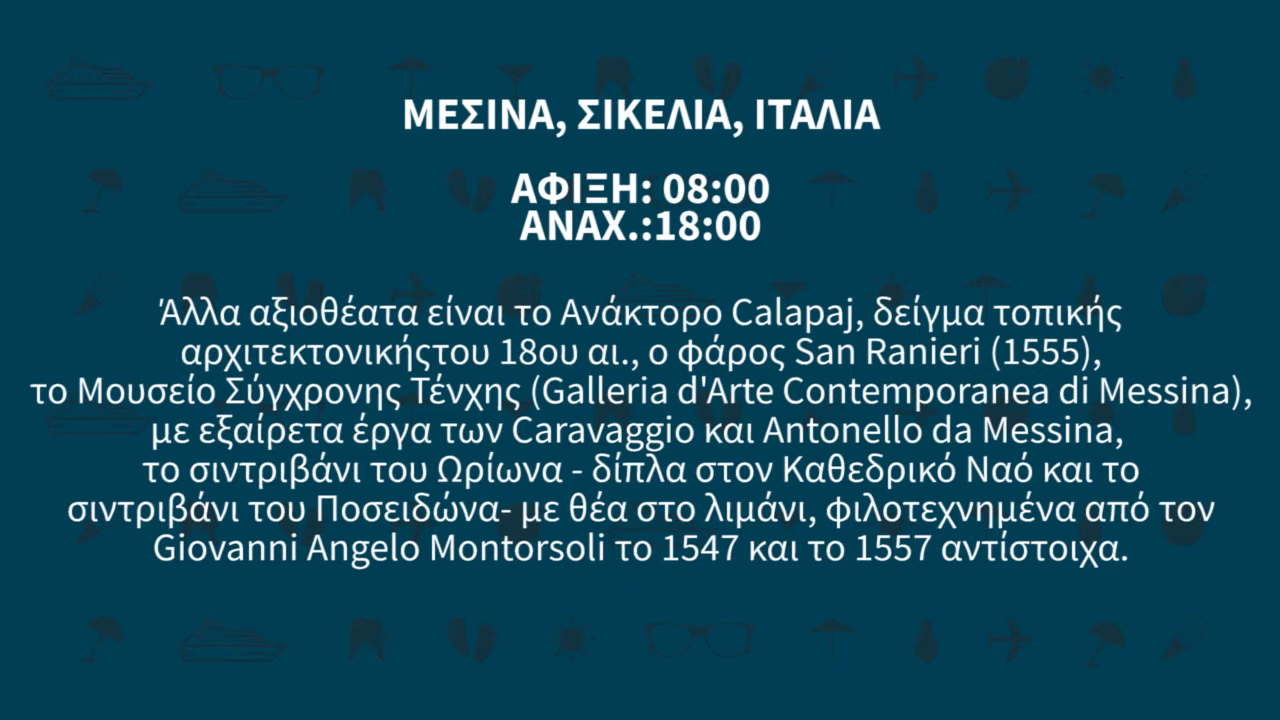 ΜΕΣΙΝΑ, ΣΙΚΕΛΙΑ, ΙΤΑΛΙΑ
ΑΦΙΞΗ: 08:00
ΑΝΑΧ.:18:00
Άλλα αξιοθέατα είναι το Ανάκτορο Calapaj, δείγμα τοπικής
αρχιτεκτονικήςτου 18ου αι., ο φάρος San Ranieri (1555),
το Μουσείο Σύγχρονης Τένχης (Galleria d'Arte Contemporanea di Messina),
με εξαίρετα έργα των Caravaggio και Antonello da Messina,
το σιντριβάνι του Ωρίωνα - δίπλα στον Καθεδρικό Ναό και το
σιντριβάνι του Ποσειδώνα- με θέα στο λιμάνι, φιλοτεχνημένα από τον
Giovanni Angelo Montorsoli το 1547 και το 1557 αντίστοιχα.